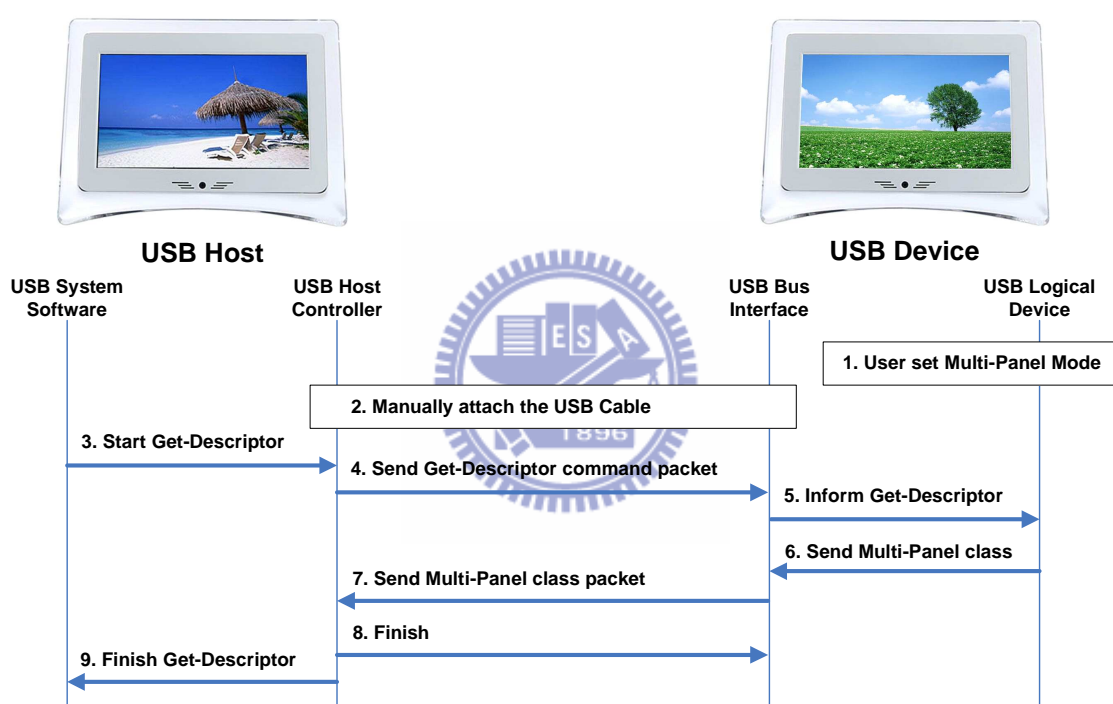 USB Host
USB Device
USB System
Software
USB Host
Controller
USB Bus
Interface
USB Logical
Device
1. User set Multi-Panel Mode
2. Manually attach the USB Cable
3. Start Get-Descriptor
4. Send Get-Descriptor command packet
5. Inform Get-Descriptor
6. Send Multi-Panel class
7. Send Multi-Panel class packet
8. Finish
9. Finish Get-Descriptor
E S A
1896